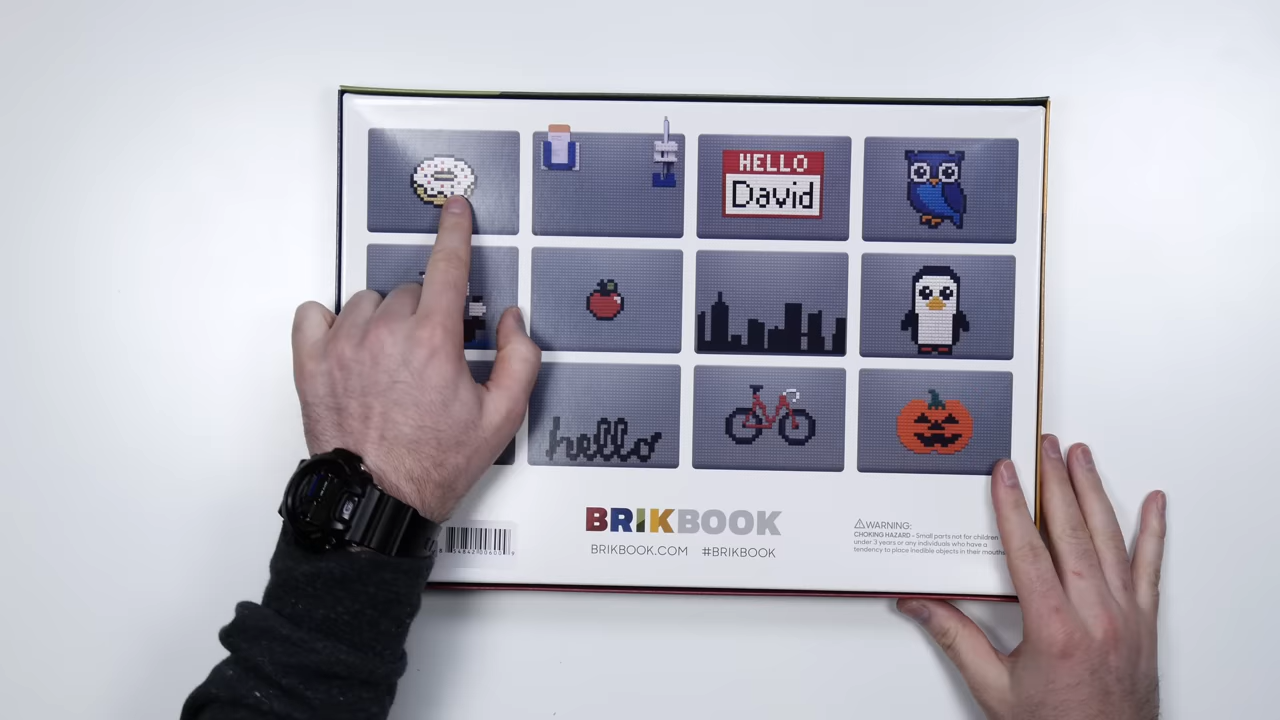 HELLO
David
hello
BRIKBOOK
BRIKBOOK.COM #BRIKBOOK
WARNING:
CHOKING HAZARD - Small parts not for children
under 3 years or any individuals who have a
tendency to place inedible objects in their mouths